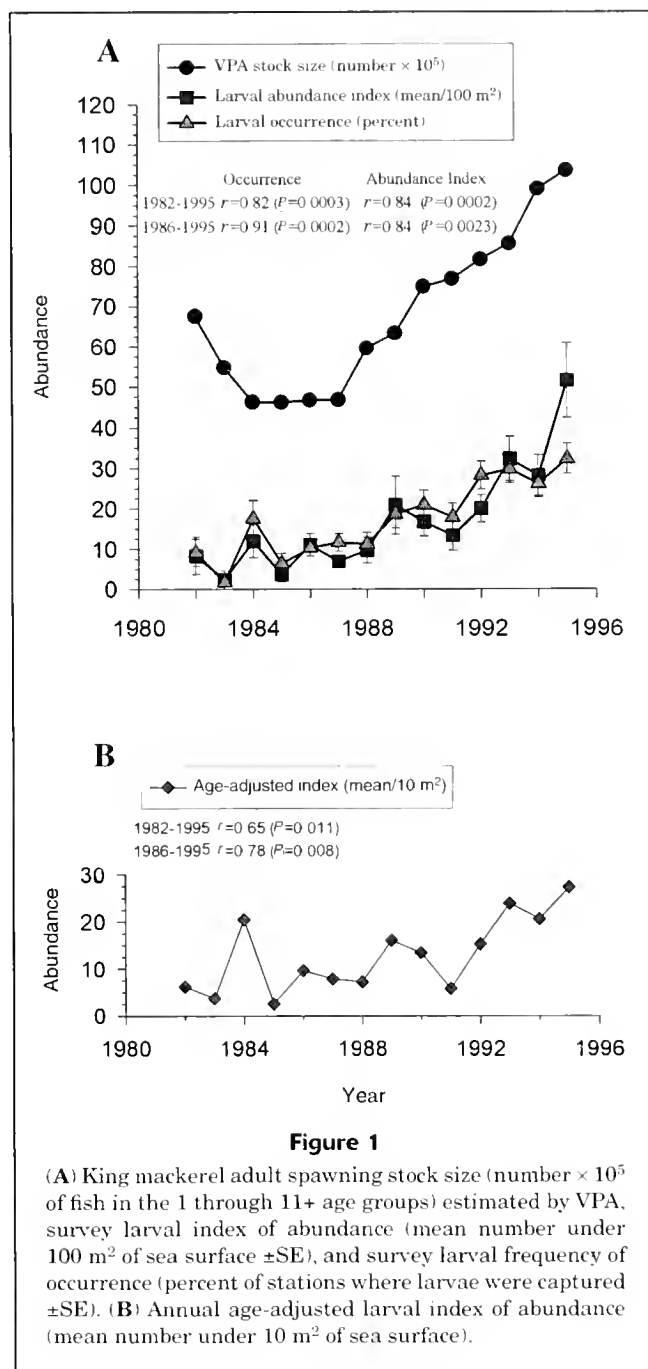 A
VPA stock size (number × 10⁵)
Larval abundance index (mean/100 m²)
Larval occurrence (percent)
Occurrence Abundance Index
1982-1995 r=0 82 (P=0 0003) r=0 84 (P=0 0002)
1986-1995 r=0 91 (P=0 0002) r=0 84 (P=0 0023)
120
110
100
90
80
70
60
50
40
30
20
10
0
Abundance
1980 1984 1988 1992 1996
B
Age-adjusted index (mean/10 m²)
1982-1995 r=0 65 (P=0 011)
1986-1995 r=0 78 (P=0 008)
30
20
10
0
Abundance
1980 1984 1988 1992 1996
Year
Figure 1
(A) King mackerel adult spawning stock size (number × 10⁵
of fish in the 1 through 11+ age groups) estimated by VPA,
survey larval index of abundance (mean number under
100 m² of sea surface ±SE), and survey larval frequency of
occurrence (percent of stations where larvae were captured
±SE). (B) Annual age-adjusted larval index of abundance
(mean number under 10 m² of sea surface).